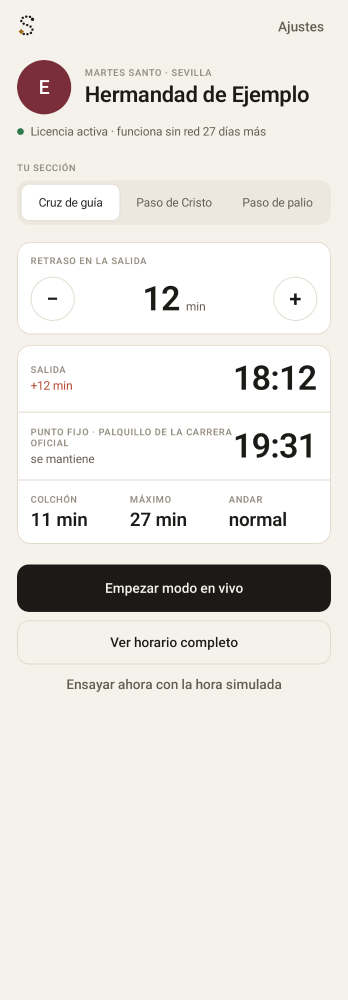 Ajustes
E
MARTES SANTO · SEVILLA
Hermandad de Ejemplo
Licencia activa · funciona sin red 27 días más
TU SECCIÓN
Cruz de guía
Paso de Cristo
Paso de palio
RETRASO EN LA SALIDA
−
12 min
+
SALIDA
+12 min
18:12
PUNTO FIJO · PALQUILLO DE LA CARRERA
OFICIAL
se mantiene
19:31
COLCHÓN
MÁXIMO
ANDAR
11 min
27 min
normal
Empezar modo en vivo
Ver horario completo
Ensayar ahora con la hora simulada